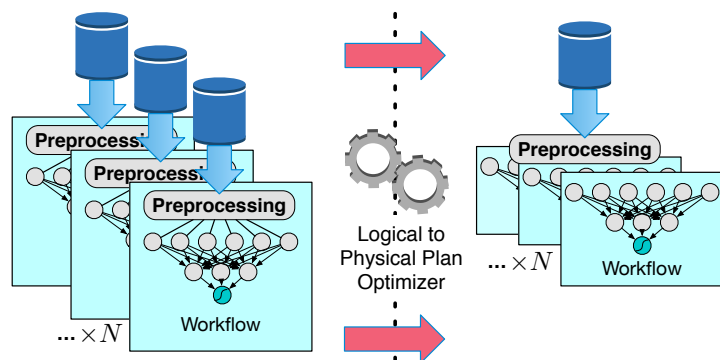 Preprocessing
Preprocessing
Preprocessing
Workflow
... × N
Logical to
Physical Plan
Optimizer
Preprocessing
Workflow
... × N